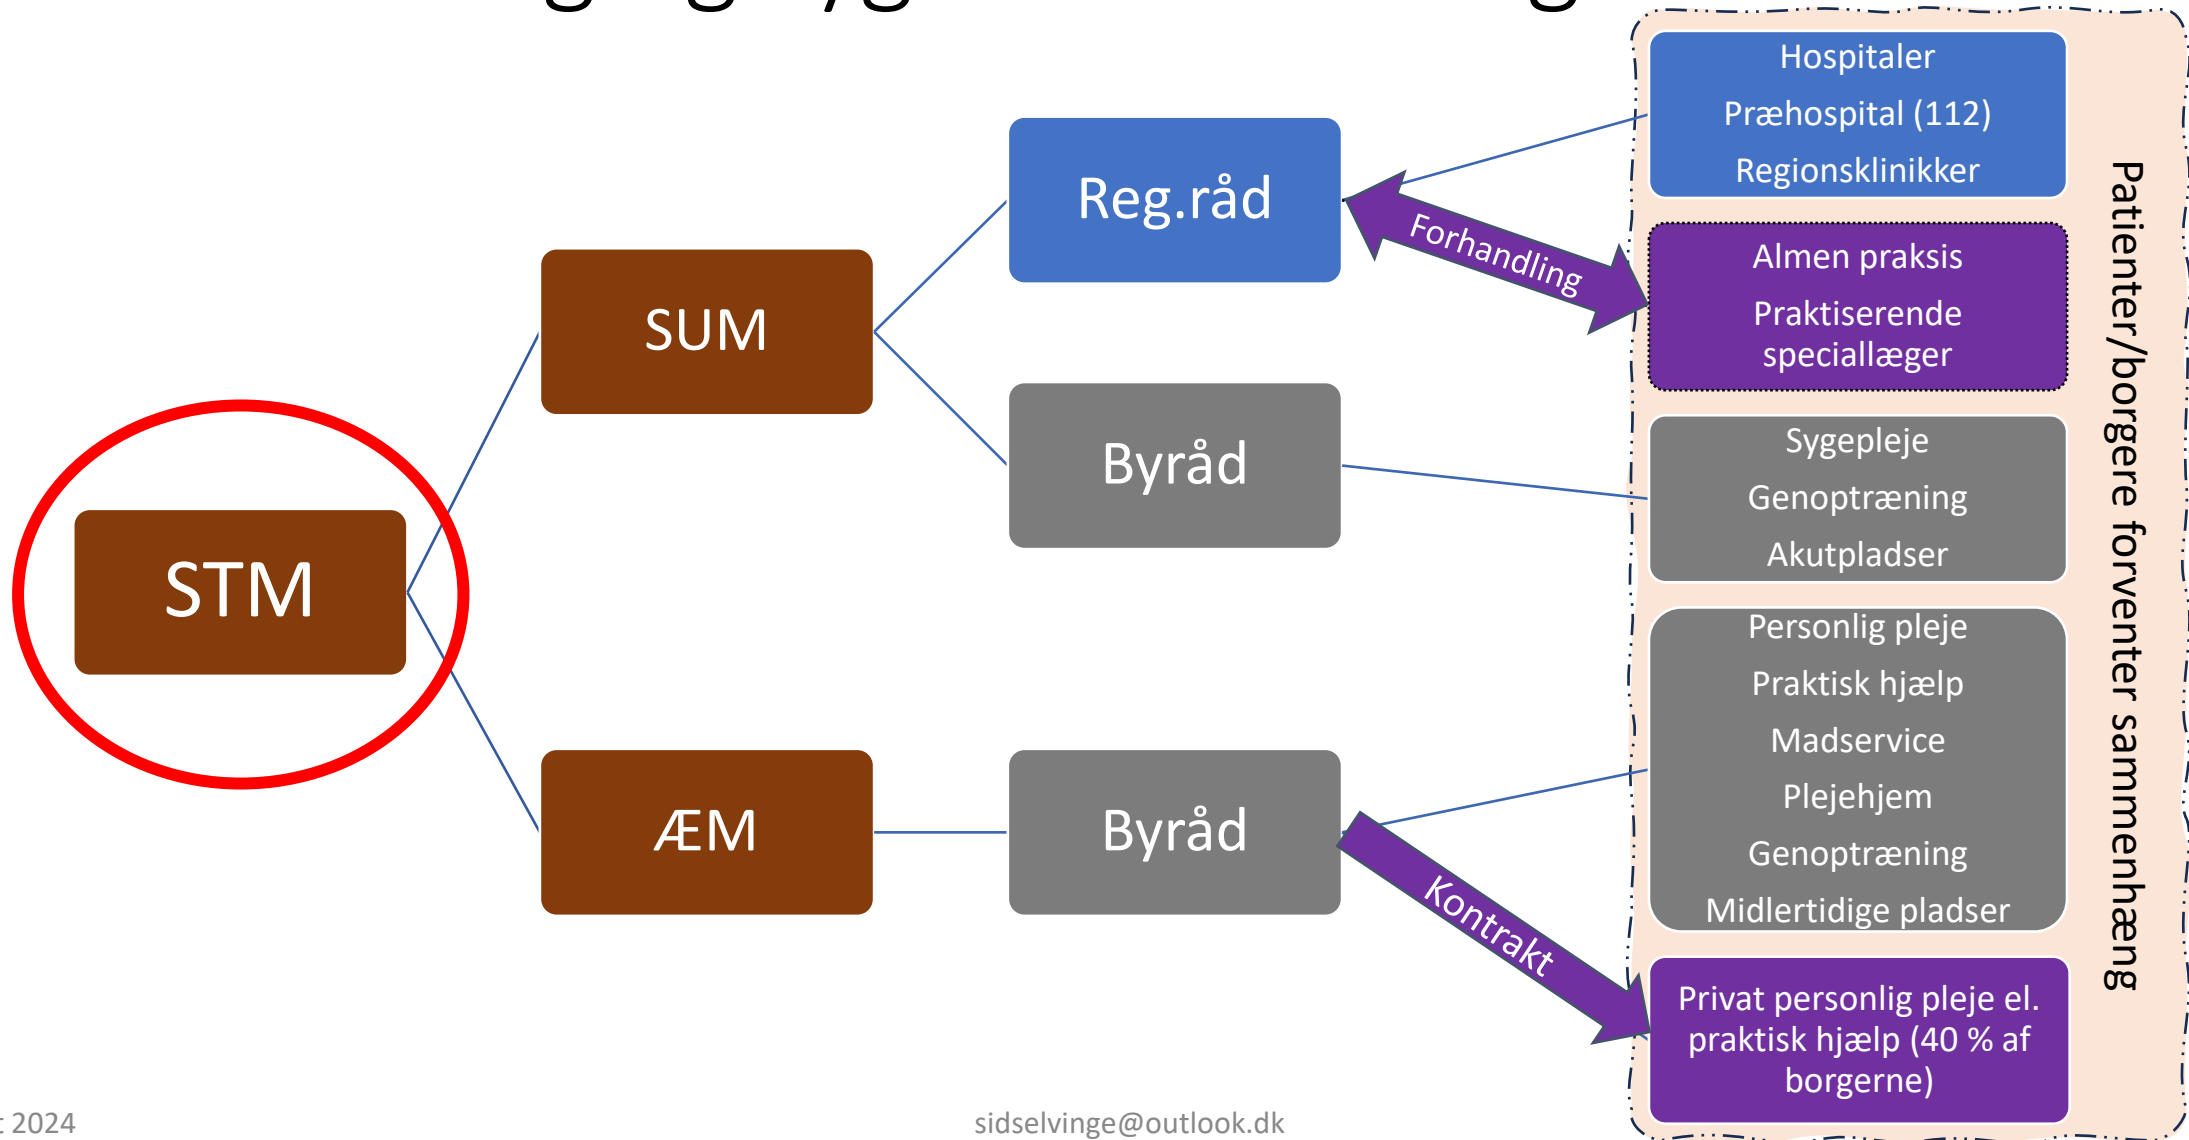 STM
SUM
ÆM
Reg.råd
Byråd
Byråd
Forhandling
Kontrakt
Hospitaler
Præhospital (112)
Regionsklinikker
Almen praksis
Praktiserende
speciallæger
Sygepleje
Genoptræning
Akutpladser
Personlig pleje
Praktisk hjælp
Madservice
Plejehjem
Genoptræning
Midlertidige pladser
Privat personlig pleje el.
praktisk hjælp (40 % af
borgerne)
Patienter/borgere forventer sammenhæng
2024
sidselvinge@outlook.dk